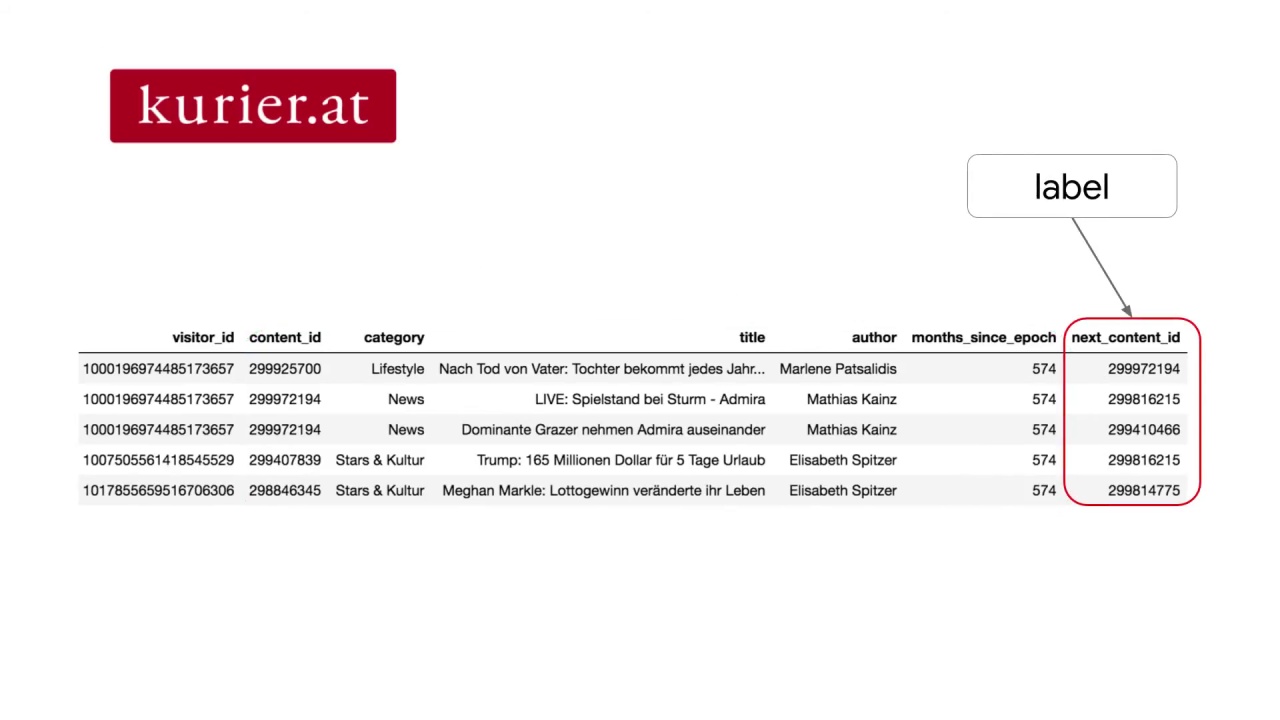 kurier.at
label
visitor_id content_id category title author months_since_epoch next_content_id
1000196974485173657 299925700 Lifestyle Nach Tod von Vater: Tochter bekommt jedes Jahr... Marlene Patsalidis 574 299972194
1000196974485173657 299972194 News LIVE: Spielstand bei Sturm - Admira Mathias Kainz 574 299816215
1000196974485173657 299972194 News Dominante Grazer nehmen Admira auseinander Mathias Kainz 574 299410466
1007505561418545529 299407839 Stars & Kultur Trump: 165 Millionen Dollar für 5 Tage Urlaub Elisabeth Spitzer 574 299816215
1017855659516706306 298846345 Stars & Kultur Meghan Markle: Lottogewinn veränderte ihr Leben Elisabeth Spitzer 574 299814775